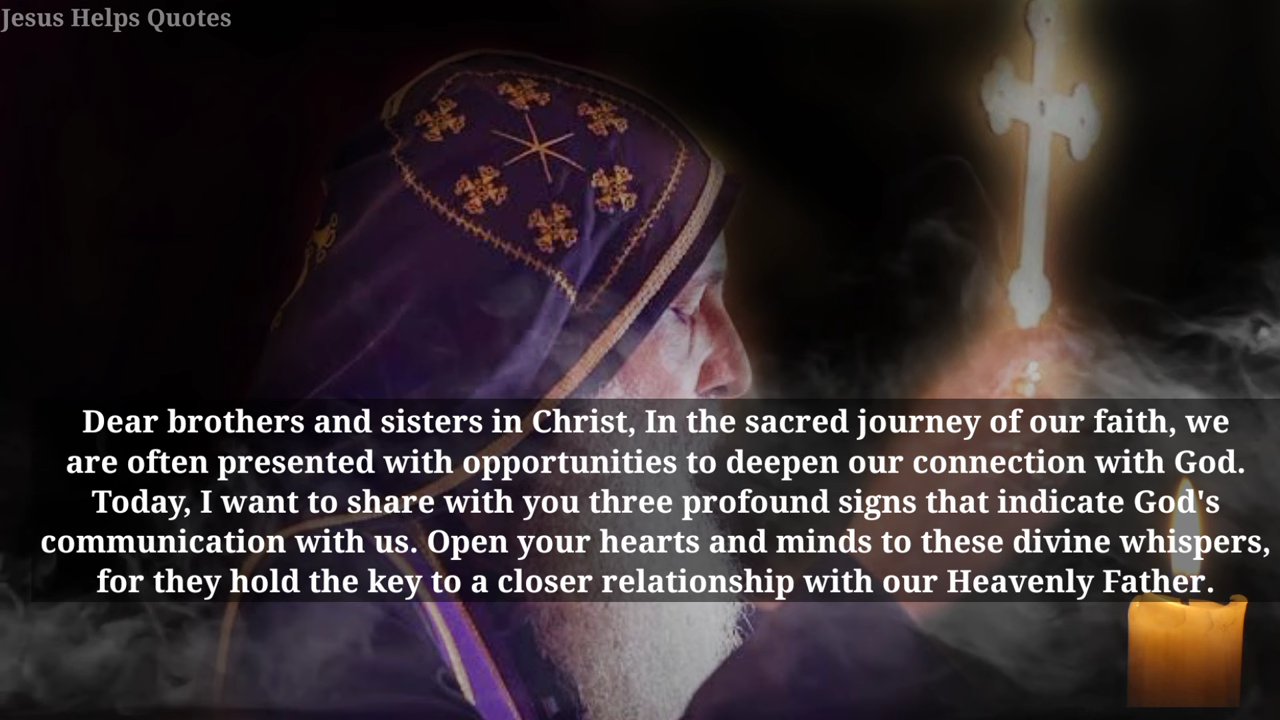 Jesus Helps Quotes
Dear brothers and sisters in Christ, In the sacred journey of our faith, we
are often presented with opportunities to deepen our connection with God.
Today, I want to share with you three profound signs that indicate God's
communication with us. Open your hearts and minds to these divine whispers,
for they hold the key to a closer relationship with our Heavenly Father.